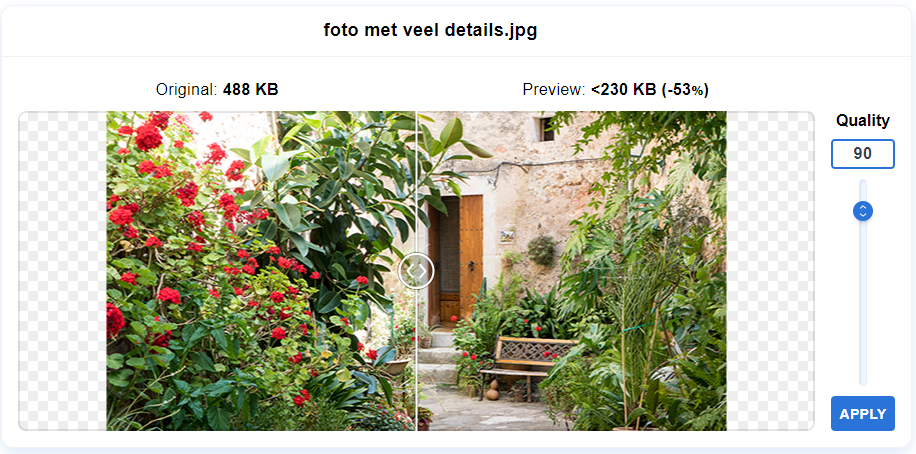 foto met veel details.jpg
Original: 488 KB
Preview: <230 KB (-53%)
Quality
90
APPLY